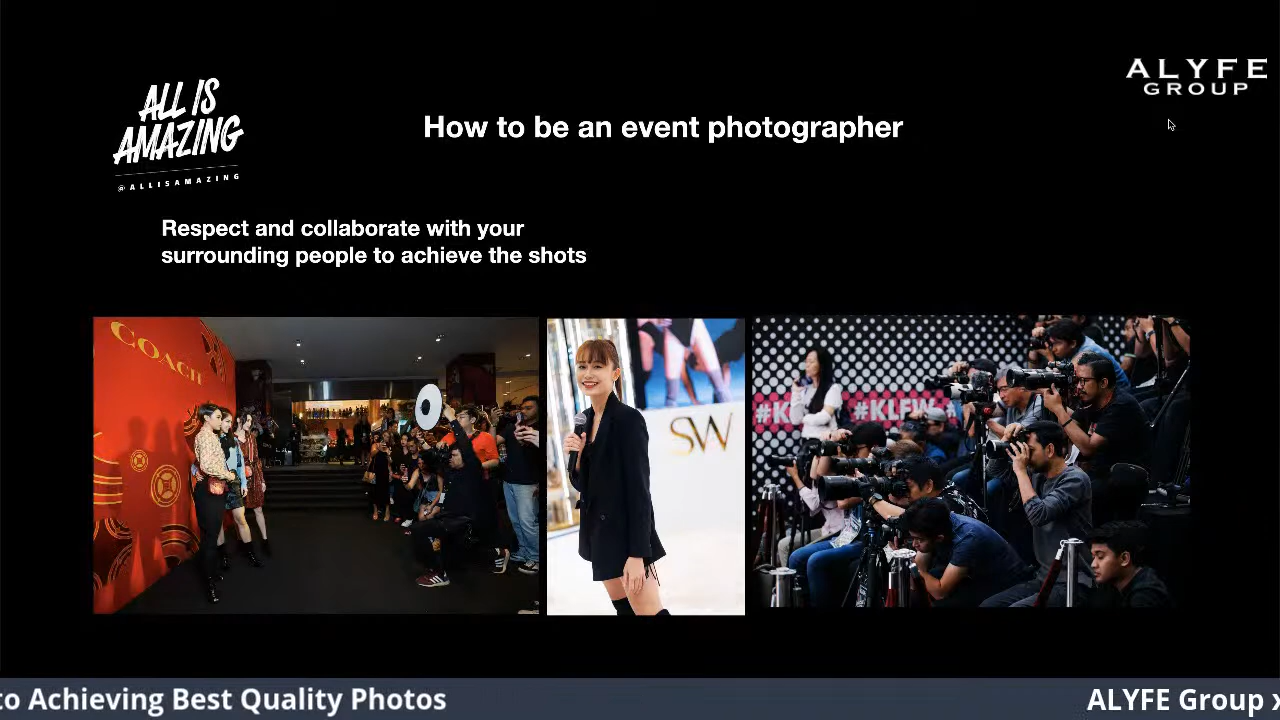 ALL IS
AMAZING
@ALLISAMAZING
ALYFE
GROUP
How to be an event photographer
Respect and collaborate with your
surrounding people to achieve the shots
COACH
SW
#KLFW
to Achieving Best Quality Photos
ALYFE Group x